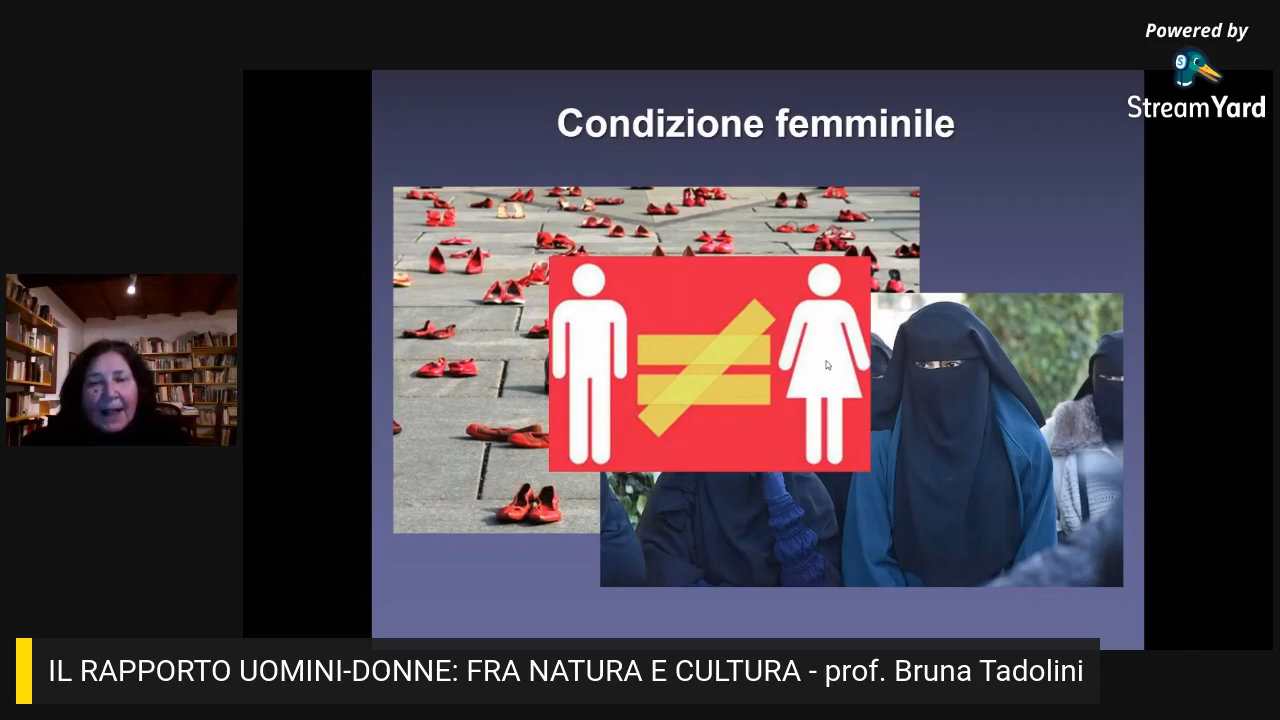 Powered by
StreamYard
Condizione femminile
IL RAPPORTO UOMINI-DONNE: FRA NATURA E CULTURA - prof. Bruna Tadolini